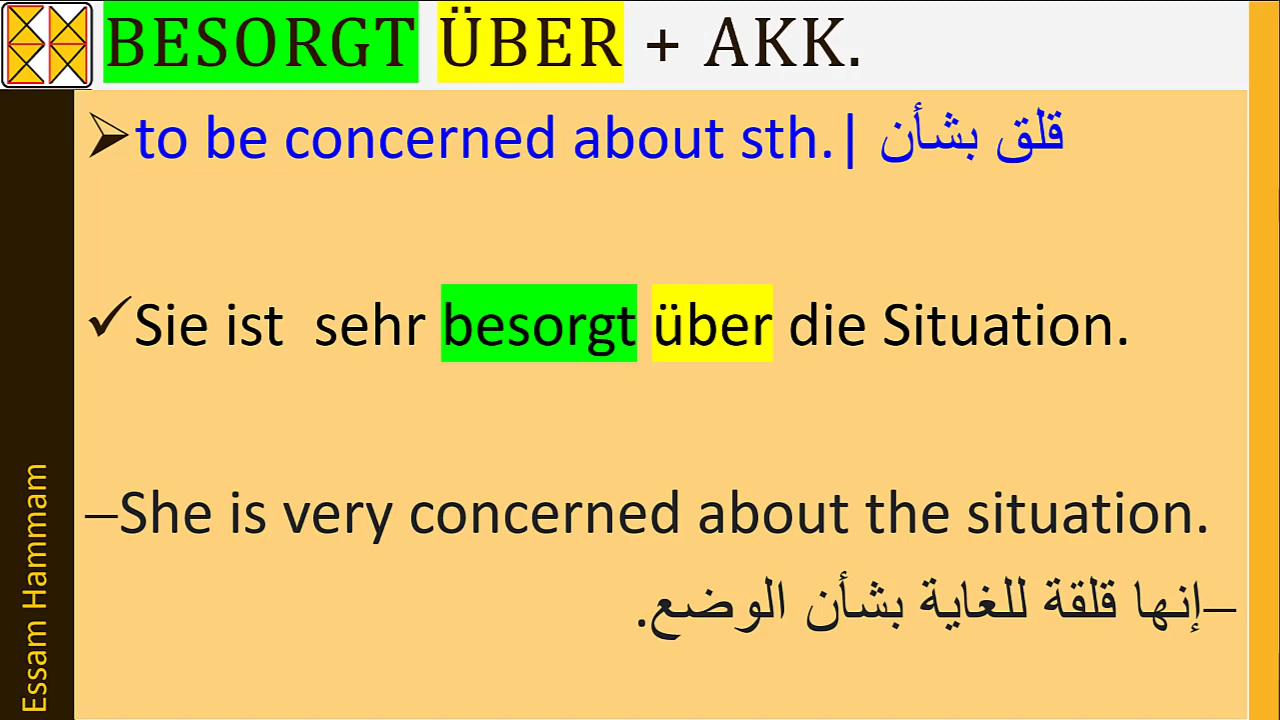 BESORGT ÜBER + AKK.
➢to be concerned about sth.| قلق بشأن
✓Sie ist sehr besorgt über die Situation.
–She is very concerned about the situation.
–إنها قلقة للغاية بشأن الوضع.
Essam Hammam